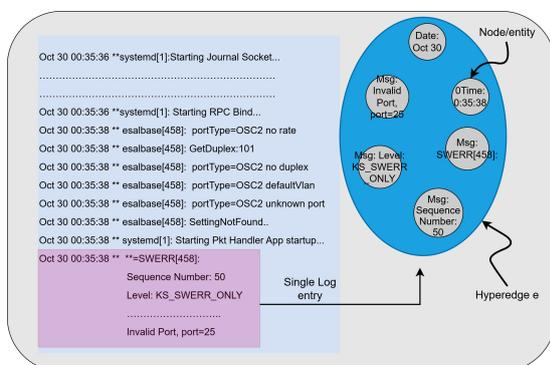 Oct 30 00:35:36 **systemd[1]:Starting Journal Socket...
................................................................................
................................................................................
Oct 30 00:35:36 **systemd[1]: Starting RPC Bind...
Oct 30 00:35:38 ** esalbase[458]: portType=OSC2 no rate
Oct 30 00:35:38 ** esalbase[458]: GetDuplex:101
Oct 30 00:35:38 ** esalbase[458]: portType=OSC2 no duplex
Oct 30 00:35:38 ** esalbase[458]: portType=OSC2 defaultVlan
Oct 30 00:35:38 ** esalbase[458]: portType=OSC2 unknown port
Oct 30 00:35:38 ** esalbase[458]: SettingNotFound..
Oct 30 00:35:38 ** systemd[1]: Starting Pkt Handler App startup...
Oct 30 00:35:38 ** **=SWERR[458]:
Sequence Number: 50
Level: KS_SWERR_ONLY
................................
Invalid Port, port=25
Single Log
entry
Date:
Oct 30
Node/entity
Msg:
Invalid
Port,
port=25
0Time:
0:35:38
Msg: Level:
KS_SWERR
_ONLY
Msg:
SWERR[458]:
Msg:
Sequence
Number:
50
Hyperedge e